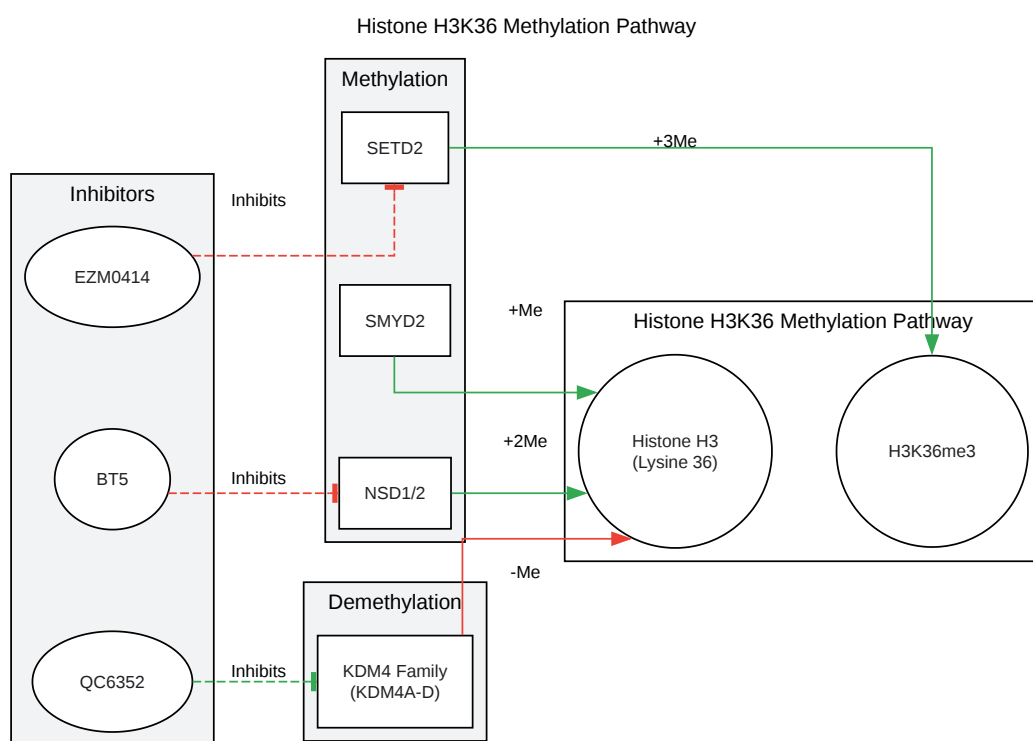 Histone H3K36 Methylation Pathway
Methylation
SETD2
+3Me
Inhibitors
Inhibits
EZM0414
SMYD2
+Me
Histone H3K36 Methylation Pathway
+2Me
Histone H3
(Lysine 36)
H3K36me3
BT5
Inhibits
NSD1/2
-Me
Demethylation
QC6352
Inhibits
KDM4 Family
(KDM4A-D)